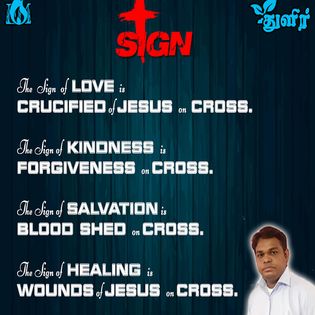 துளிர்
SIGN
The Sign of LOVE is
CRUCIFIED of JESUS on CROSS.
The Sign of KINDNESS is
FORGIVENESS on CROSS.
The Sign of SALVATION is
BLOOD SHED on CROSS.
The Sign of HEALING is
WOUNDS of JESUS on CROSS.